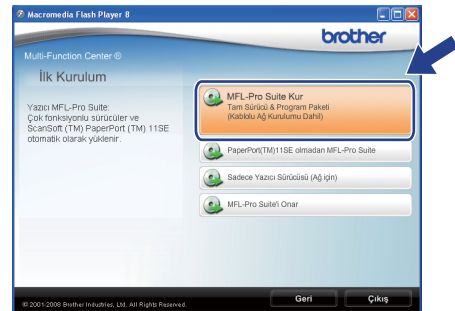 Macromedia Flash Player 8
brother
Multi-Function Center ®
İlk Kurulum
Yazıcı MFL-Pro Suite:
Çok fonksiyonlu sürücüler ve
ScanSoft (TM) PaperPort (TM) 11SE
otomatik olarak yüklenir.
MFL-Pro Suite Kur
Tam Sürücü & Program Paketi
(Kablolu Ağ Kurulumu Dahil)
PaperPort(TM)11SE olmadan MFL-Pro Suite
Sadece Yazıcı Sürücüsü (Ağ için)
MFL-Pro Suite'i Onar
© 2001-2008 Brother Industries, Ltd. All Rights Reserved.
Geri
Çıkış